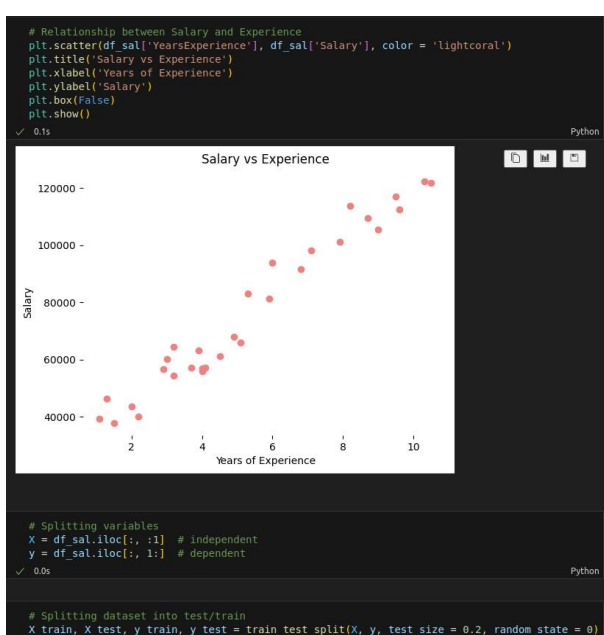 # Relationship between Salary and Experience
plt.scatter(df_sal['YearsExperience'], df_sal['Salary'], color = 'lightcoral')
plt.title('Salary vs Experience')
plt.xlabel('Years of Experience')
plt.ylabel('Salary')
plt.box(False)
plt.show()
✓ 0.1s Python
Salary vs Experience
120000
100000
80000
60000
40000
Salary
2 4 6 8 10
Years of Experience
# Splitting variables
X = df_sal.iloc[:, :1] # independent
y = df_sal.iloc[:, 1:] # dependent
✓ 0.0s Python
# Splitting dataset into test/train
X_train, X_test, y_train, y_test = train_test_split(X, y, test_size = 0.2, random_state = 0)